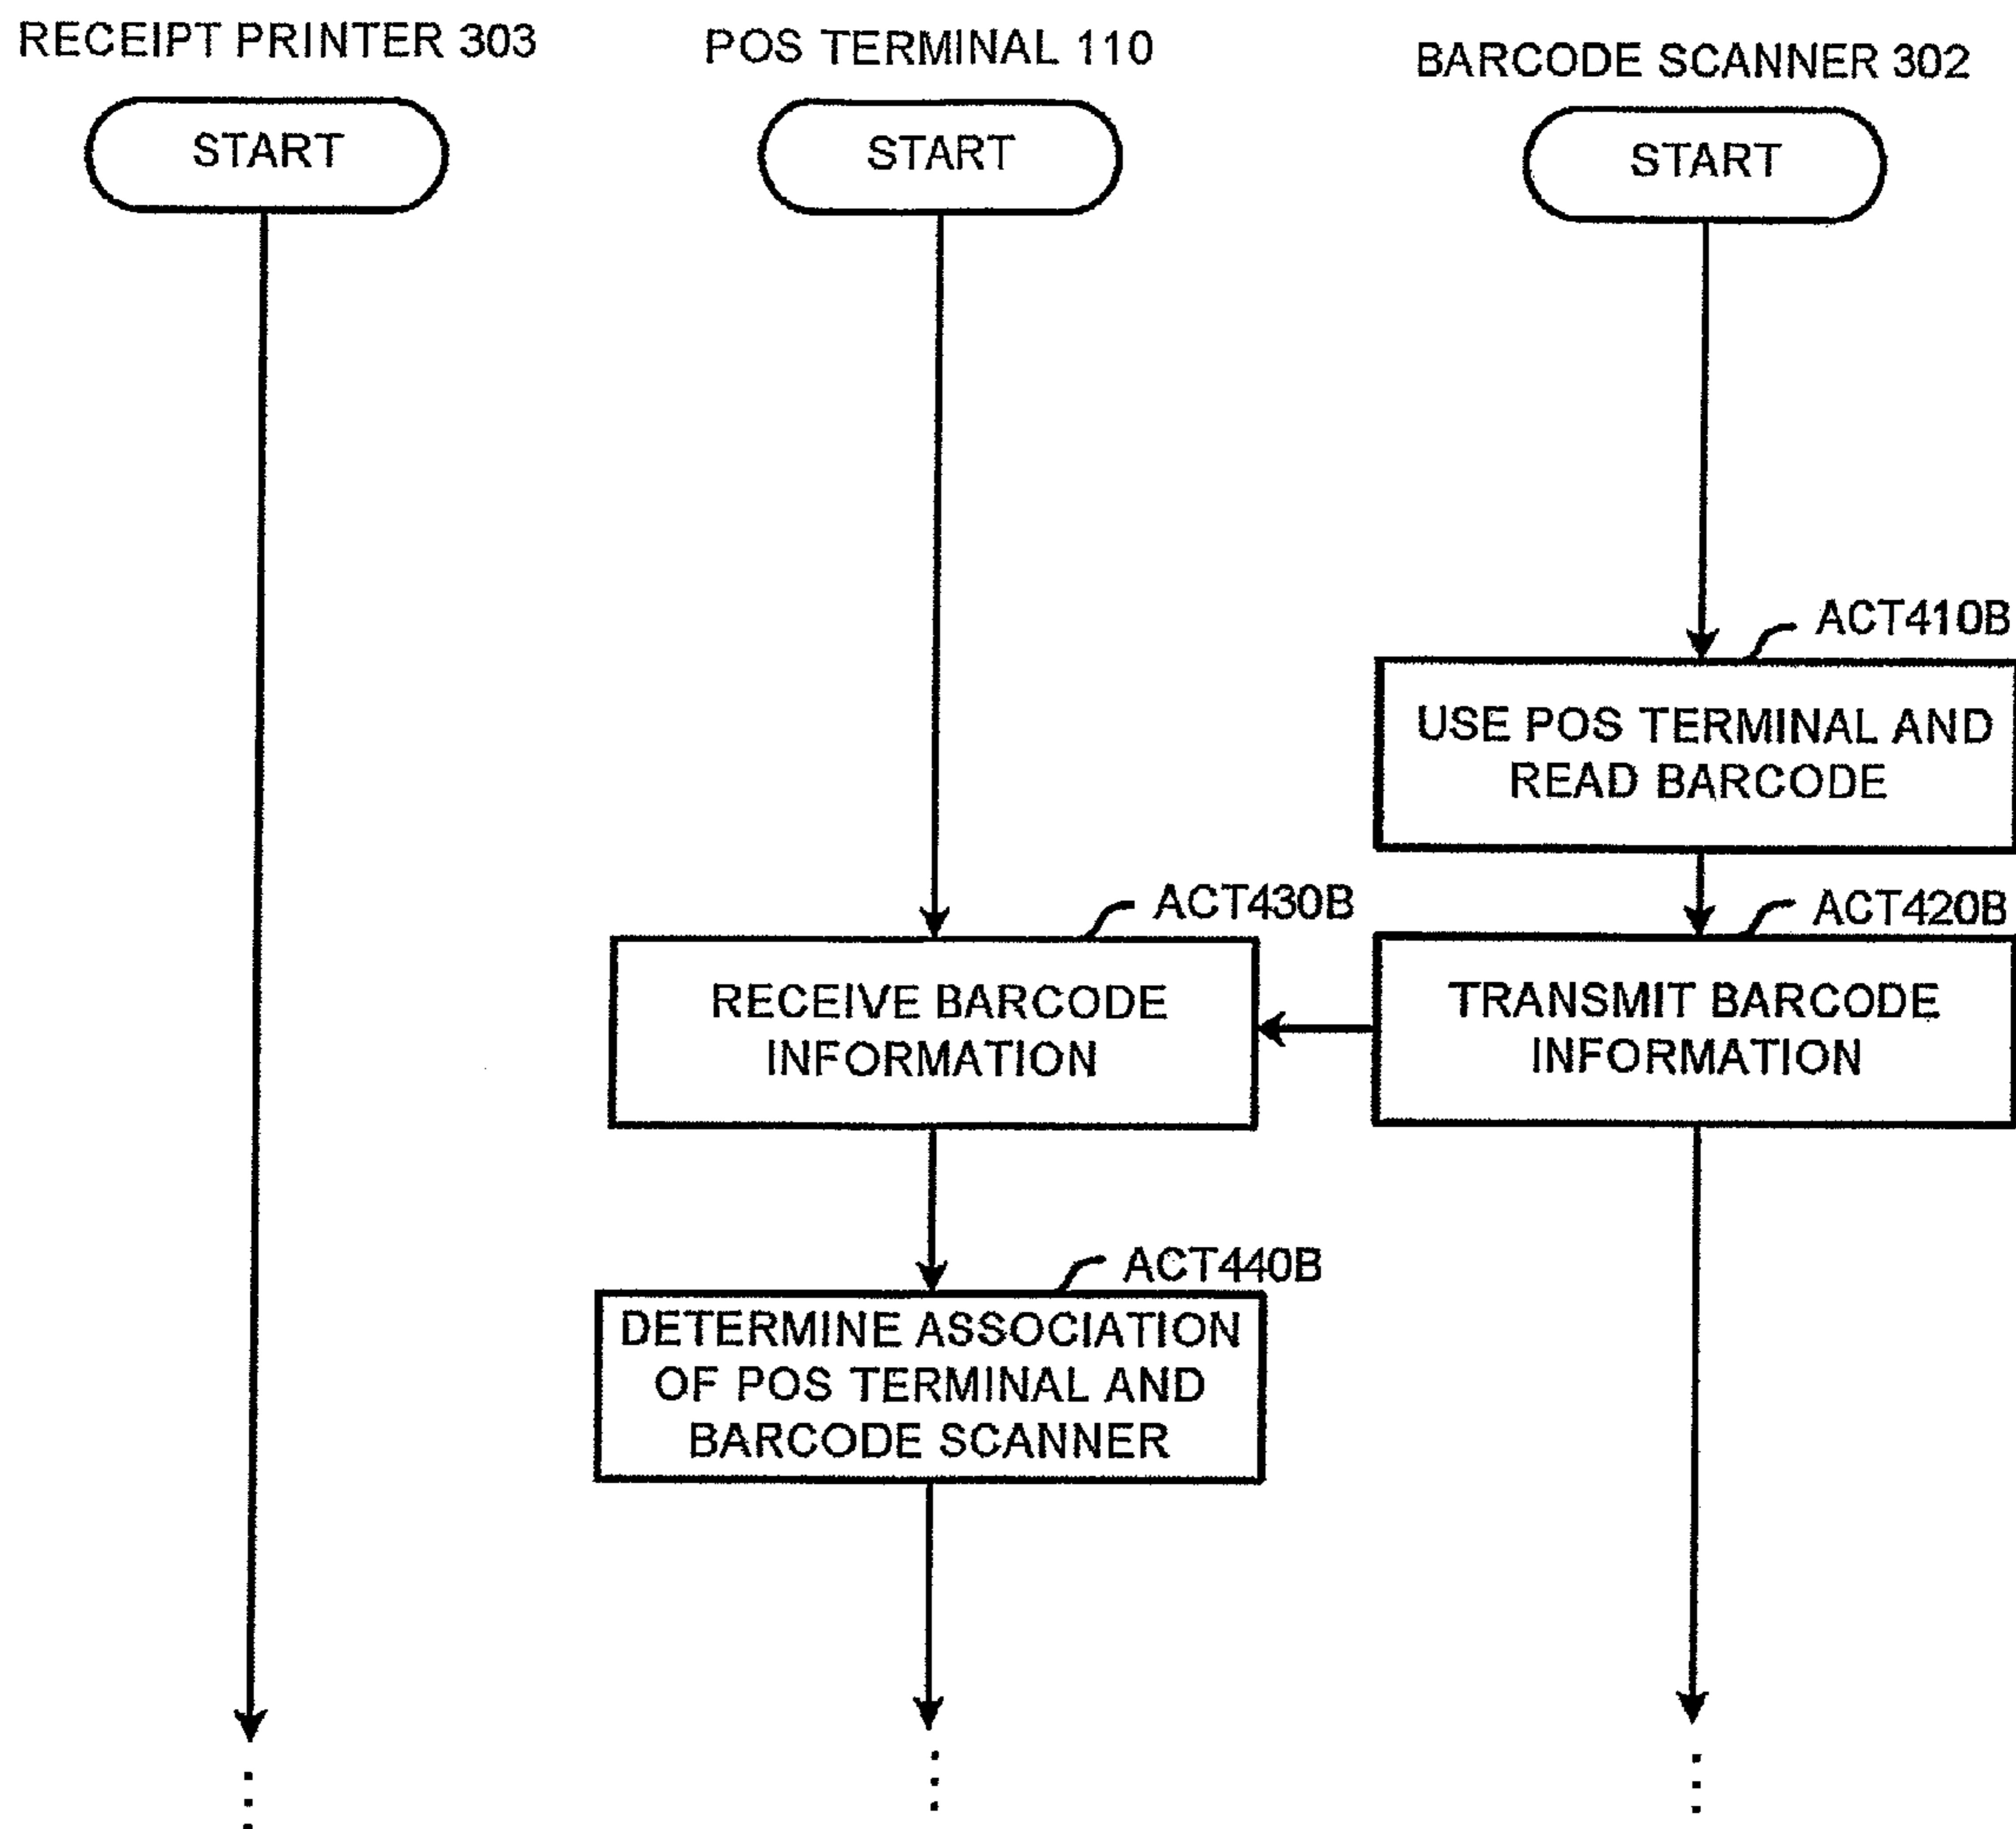 RECEIPT PRINTER 303
POS TERMINAL 110
BARCODE SCANNER 302
START
START
START
ACT410B
USE POS TERMINAL AND
READ BARCODE
ACT430B
RECEIVE BARCODE
INFORMATION
ACT420B
TRANSMIT BARCODE
INFORMATION
ACT440B
DETERMINE ASSOCIATION
OF POS TERMINAL AND
BARCODE SCANNER